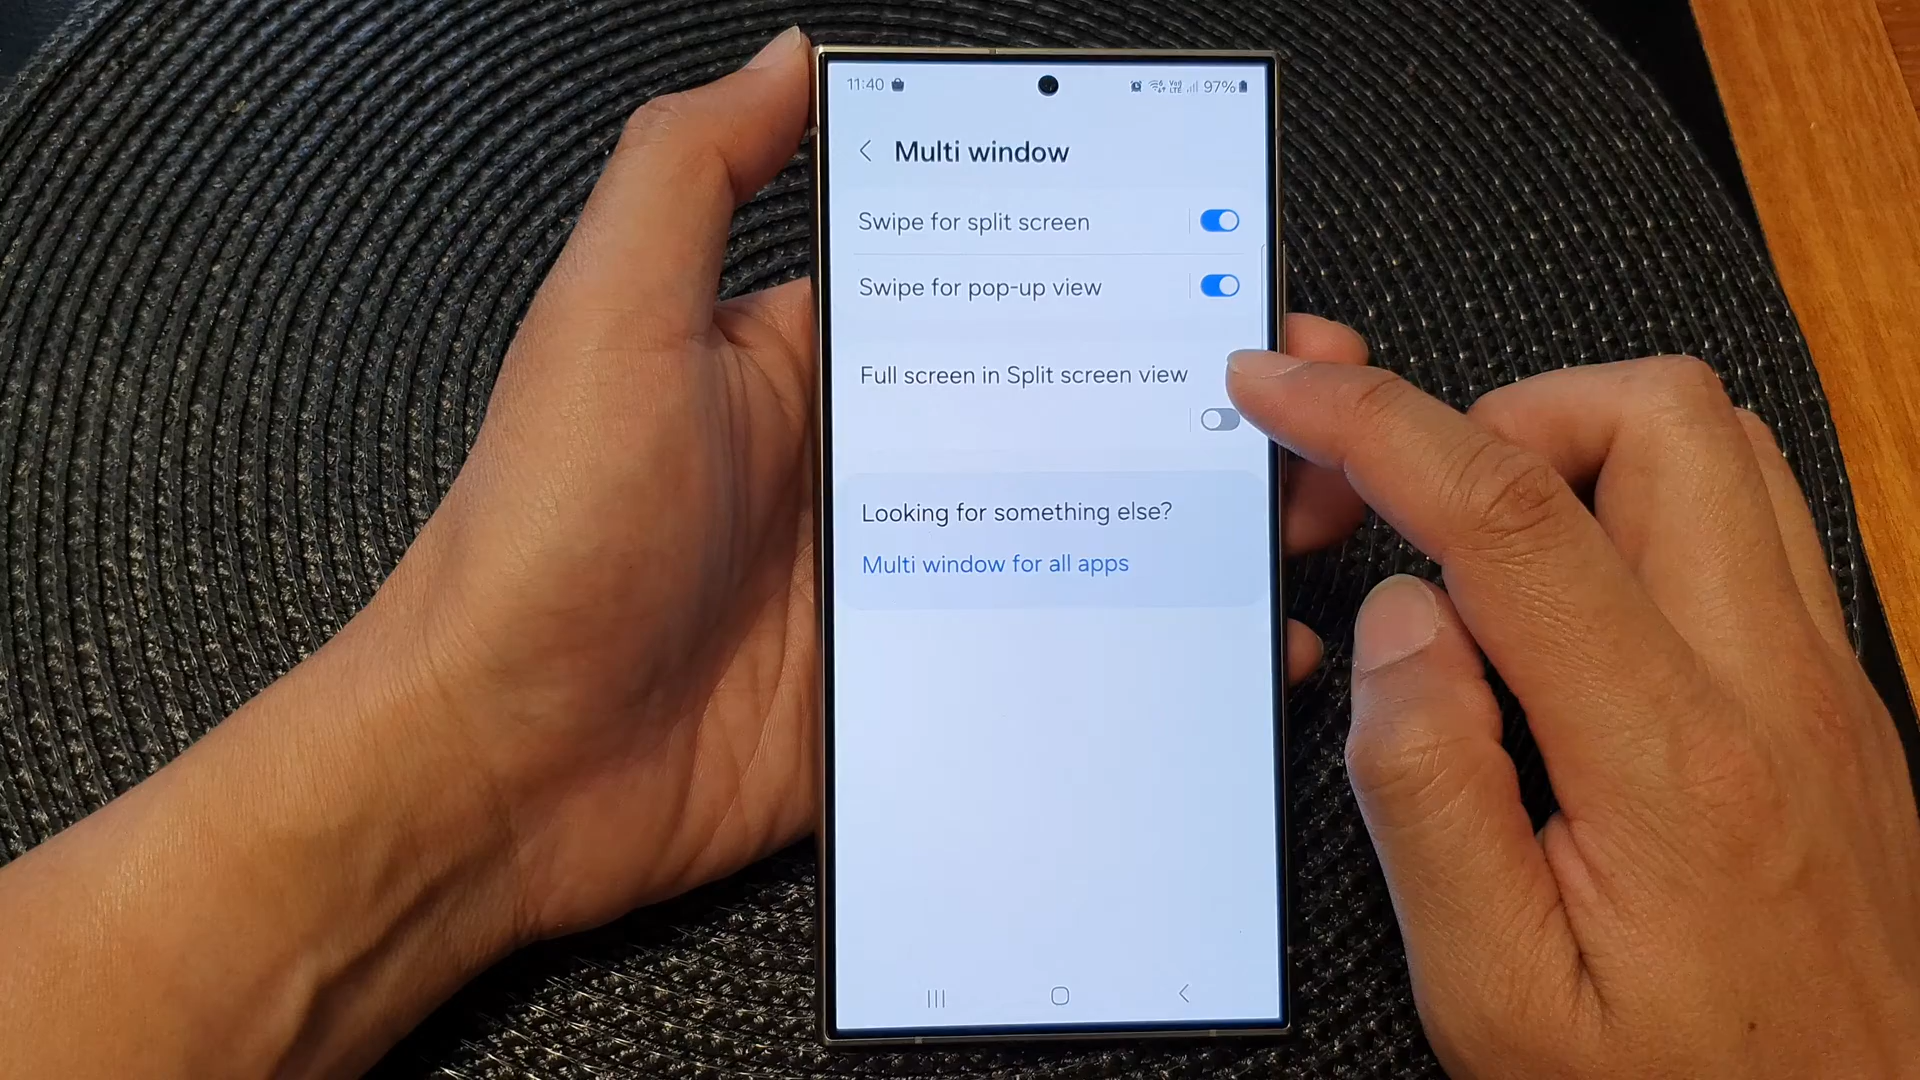 11:40 97%
Multi window
Swipe for split screen
Swipe for pop-up view
Full screen in Split screen view
Looking for something else?
Multi window for all apps